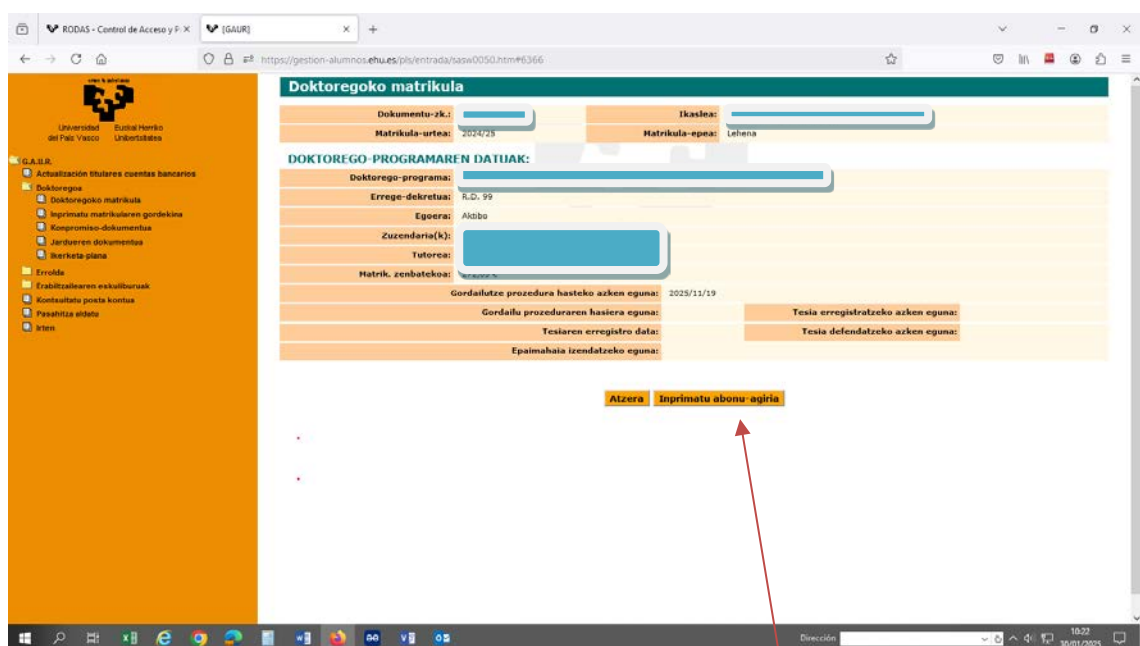 RODAS - Control de Acceso y P
[GAUR]
https://gestion-alumnos.ehu.es/pls/entrada/sasw0050.htm#6366
Universidad del País Vasco
Euskal Herriko Unibertsitatea
G.A.U.R.
Actualización titulares cuentas bancarios
Doktoregoa
Doktoregoko matrikula
Inprimatu matrikularen gordekina
Konpromiso-dokumentua
Jardueren dokumentua
Ikerketa-plana
Errolda
Erabiltzailearen eskuliburuak
Kontsultatu posta kontua
Pasahitza aldatu
Irten
Doktoregoko matrikula
Dokumentu-zk.:
Ikaslea:
Matrikula-urtea: 2024/25 Matrikula-epea: Lehena
DOKTOREGO-PROGRAMAREN DATUAK:
Doktorego-programa:
Errege-dekretua: R.D. 99
Egoera: Aktibo
Zuzendaria(k):
Tutorea:
Matrik. zenbatekoa:
Gordailutze prozedura hasteko azken eguna: 2025/11/19
Gordailu prozeduraren hasiera eguna: Tesia erregistratzeko azken eguna:
Tesiaren erregistro data: Tesia defendatzeko azken eguna:
Epaimahaia izendatzeko eguna:
Atzera Inprimatu abonu-agiria
Dirección
10:22
30/01/2025